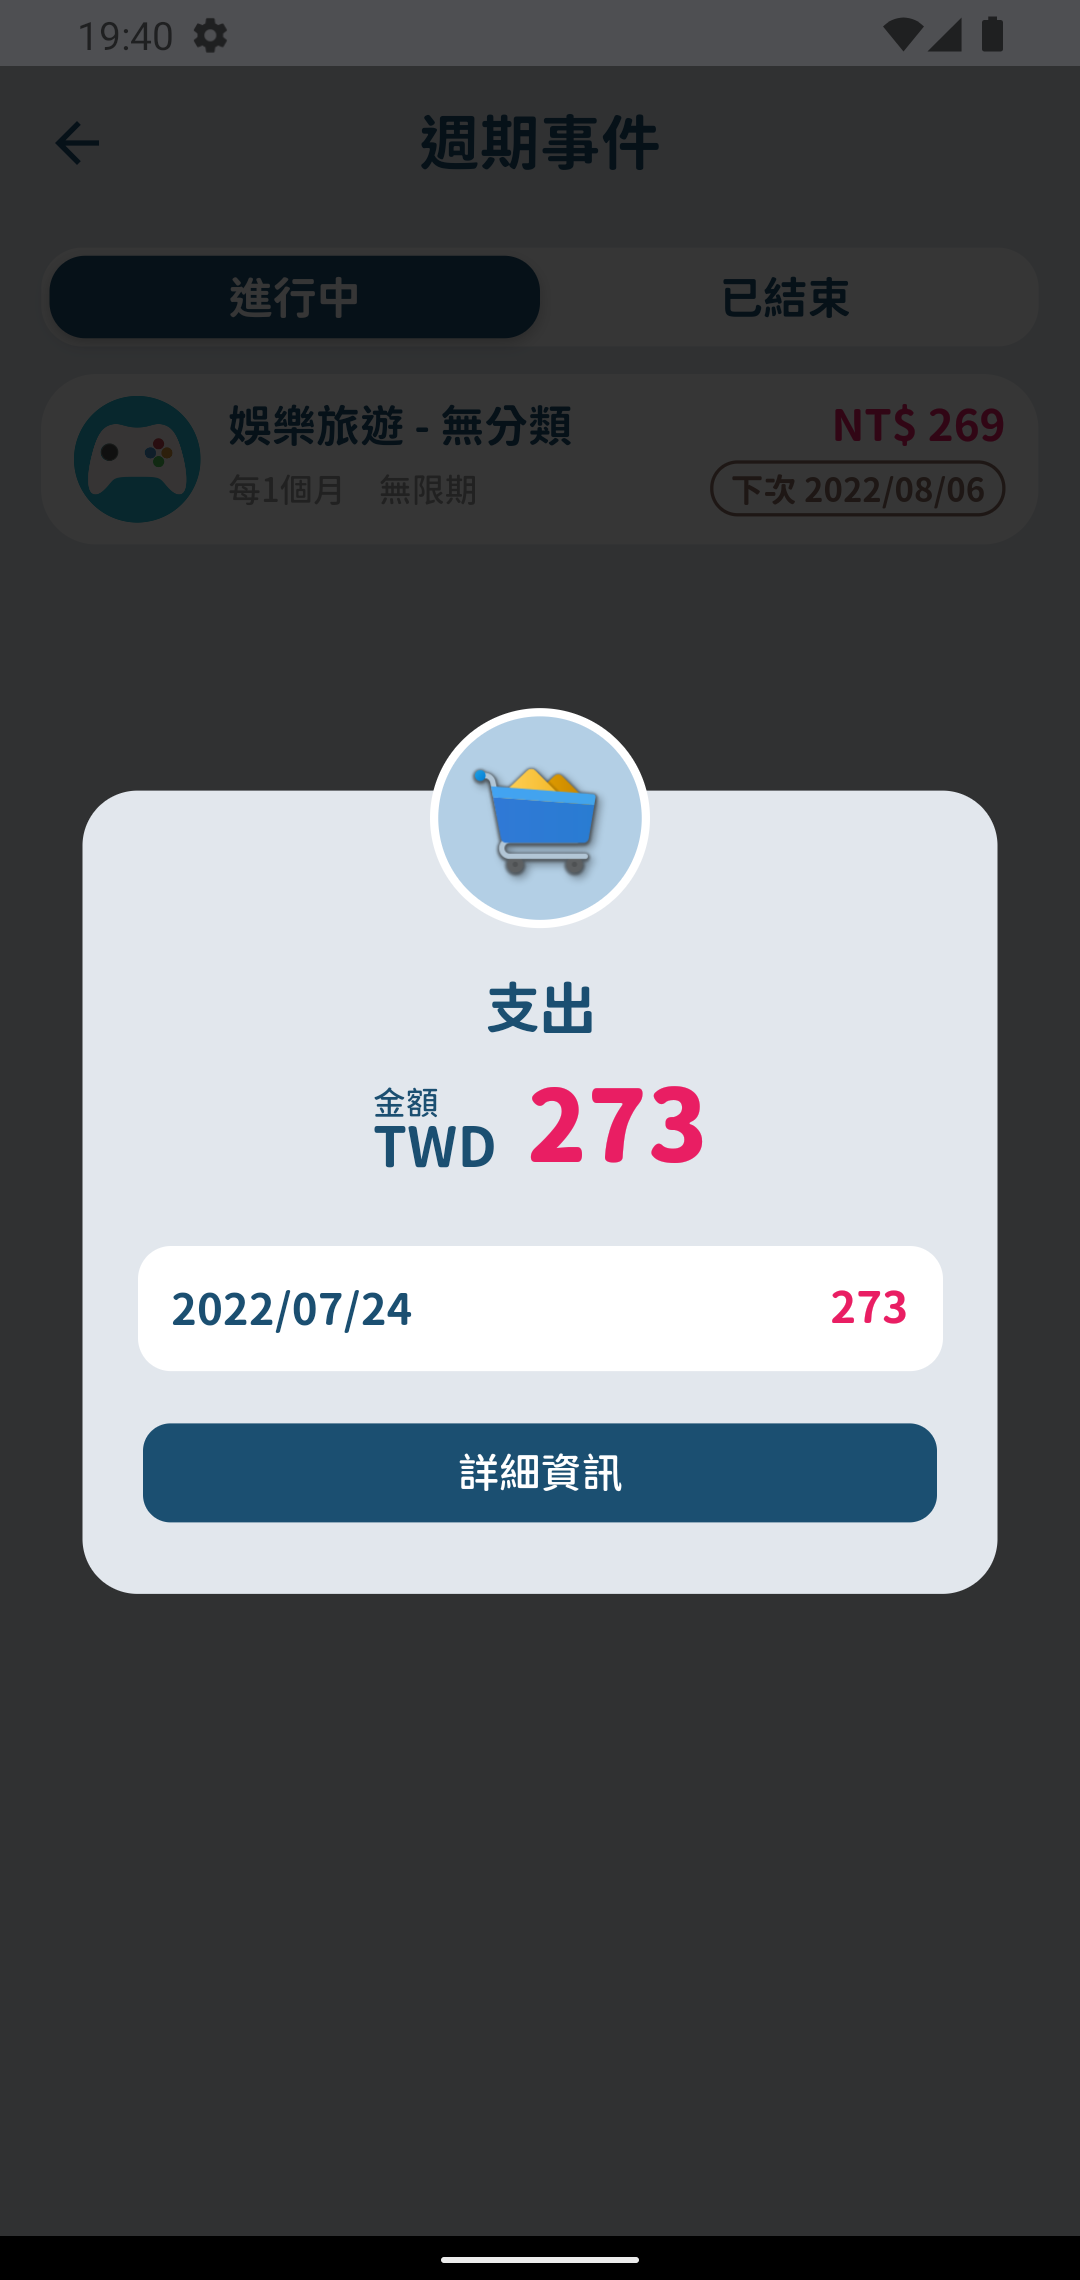 19:40
週期事件
進行中
已結束
娛樂旅遊 - 無分類
NT$ 269
每1個月 無限期
下次 2022/08/06
支出
金額
TWD 273
2022/07/24
273
詳細資訊